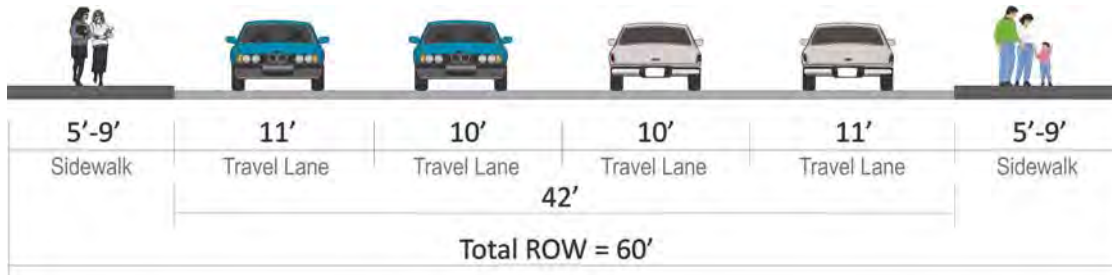 5’-9’ 11’ 10’ 10’ 11’ 5’-9’
Sidewalk Travel Lane Travel Lane Travel Lane Travel Lane Sidewalk
42’
Total ROW = 60’